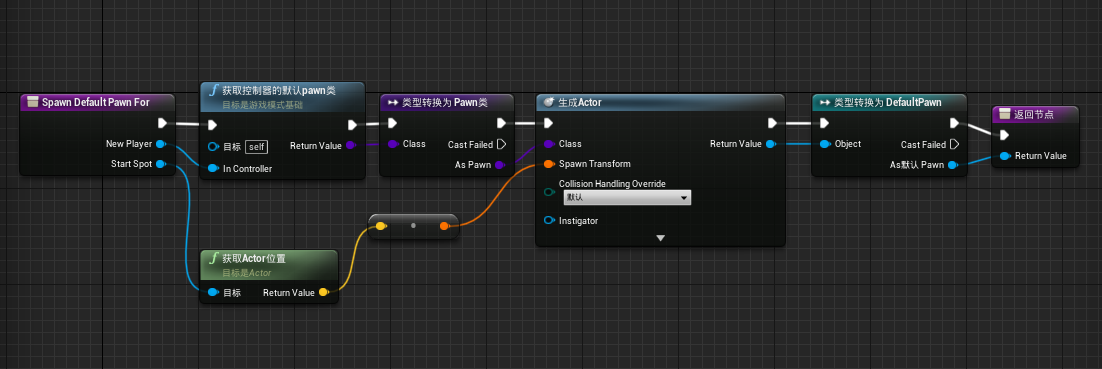 Spawn Default Pawn For
New Player
Start Spot
获取控制器的默认pawn类
目标是游戏模式基础
目标
self
Return Value
In Controller
类型转换为 Pawn类
Class
Cast Failed
As Pawn
生成Actor
Class
Return Value
Spawn Transform
Collision Handling Override
默认
Instigator
类型转换为 DefaultPawn
Object
Cast Failed
As默认 Pawn
返回节点
Return Value
获取Actor位置
目标是Actor
目标
Return Value